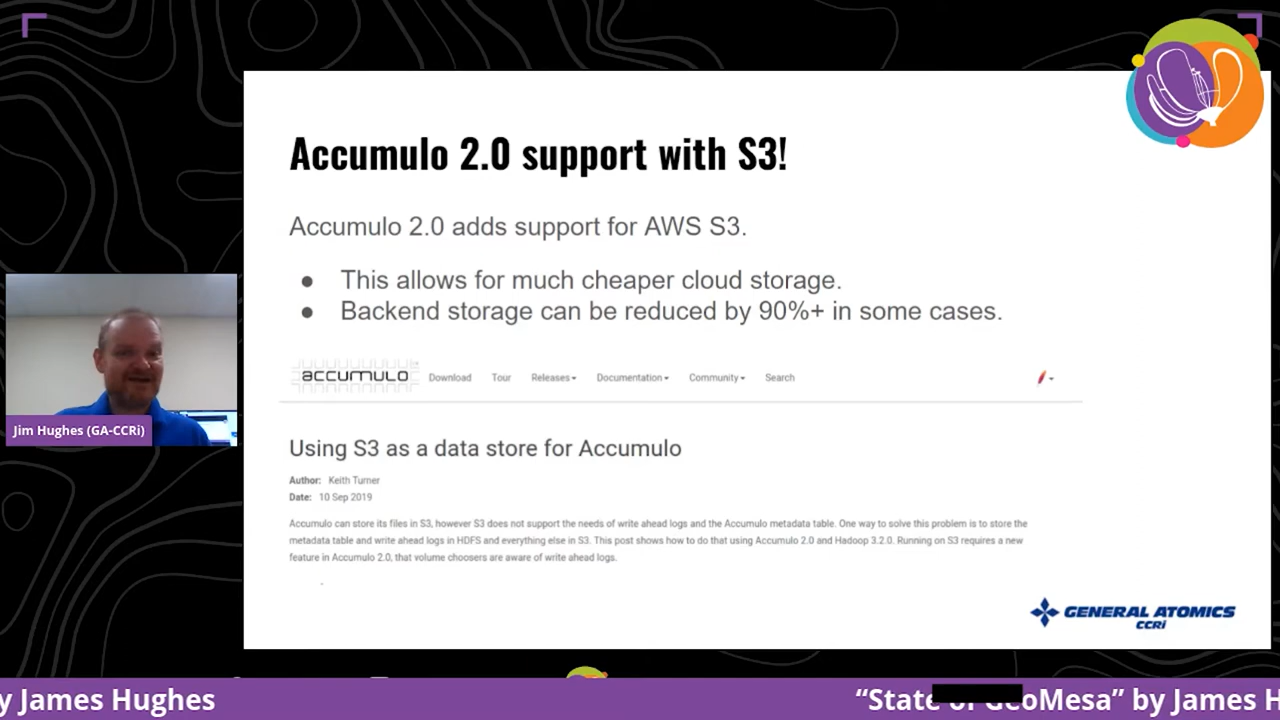 Accumulo 2.0 support with S3!
Accumulo 2.0 adds support for AWS S3.
● This allows for much cheaper cloud storage.
● Backend storage can be reduced by 90%+ in some cases.
accumulo Download Tour Releases Documentation Community Search
Using S3 as a data store for Accumulo
Author: Keith Turner
Date: 10 Sep 2019
Accumulo can store its files in S3, however S3 does not support the needs of write ahead logs and the Accumulo metadata table. One way to solve this problem is to store the
metadata table and write ahead logs in HDFS and everything else in S3. This post shows how to do that using Accumulo 2.0 and Hadoop 3.2.0. Running on S3 requires a new
feature in Accumulo 2.0, that volume choosers are aware of write ahead logs.
Jim Hughes (GA-CCRi)
GENERAL ATOMICS
CCRi
y James Hughes
“State oMesa” by James H